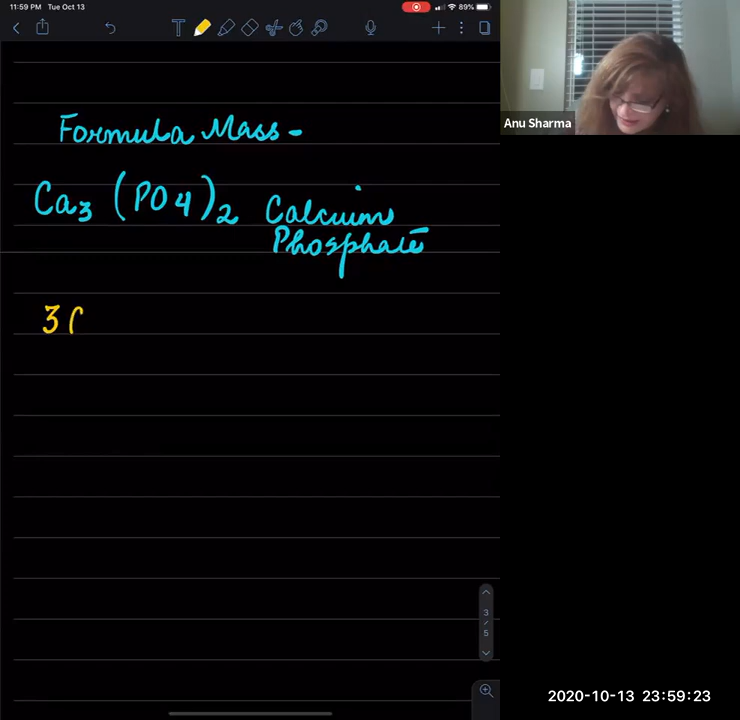 11:59 PM Tue Oct 13
89%
Anu Sharma
Formula Mass -
Ca3 (PO4)2 Calcium
Phosphate
3(
3/5
2020-10-13 23:59:23